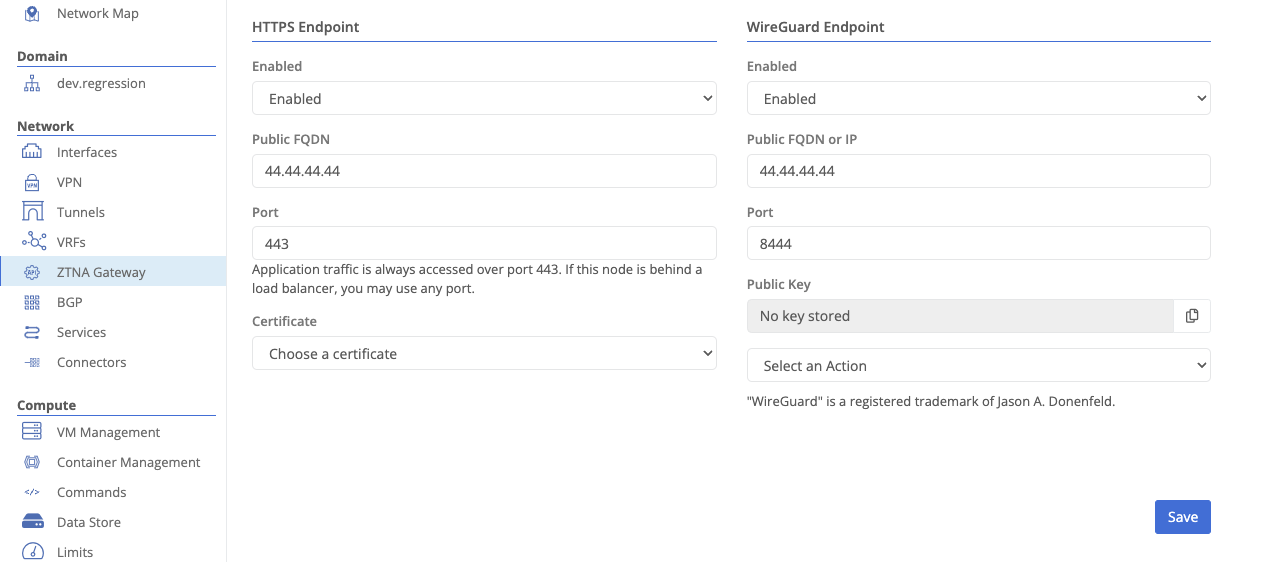 Network Map
Domain
dev.regression
Network
Interfaces
VPN
Tunnels
VRFs
ZTNA Gateway
BGP
Services
Connectors
Compute
VM Management
Container Management
Commands
Data Store
Limits
HTTPS Endpoint
Enabled
Enabled
Public FQDN
44.44.44.44
Port
443
Application traffic is always accessed over port 443. If this node is behind a
load balancer, you may use any port.
Certificate
Choose a certificate
WireGuard Endpoint
Enabled
Enabled
Public FQDN or IP
44.44.44.44
Port
8444
Public Key
No key stored
Select an Action
"WireGuard" is a registered trademark of Jason A. Donenfeld.
Save